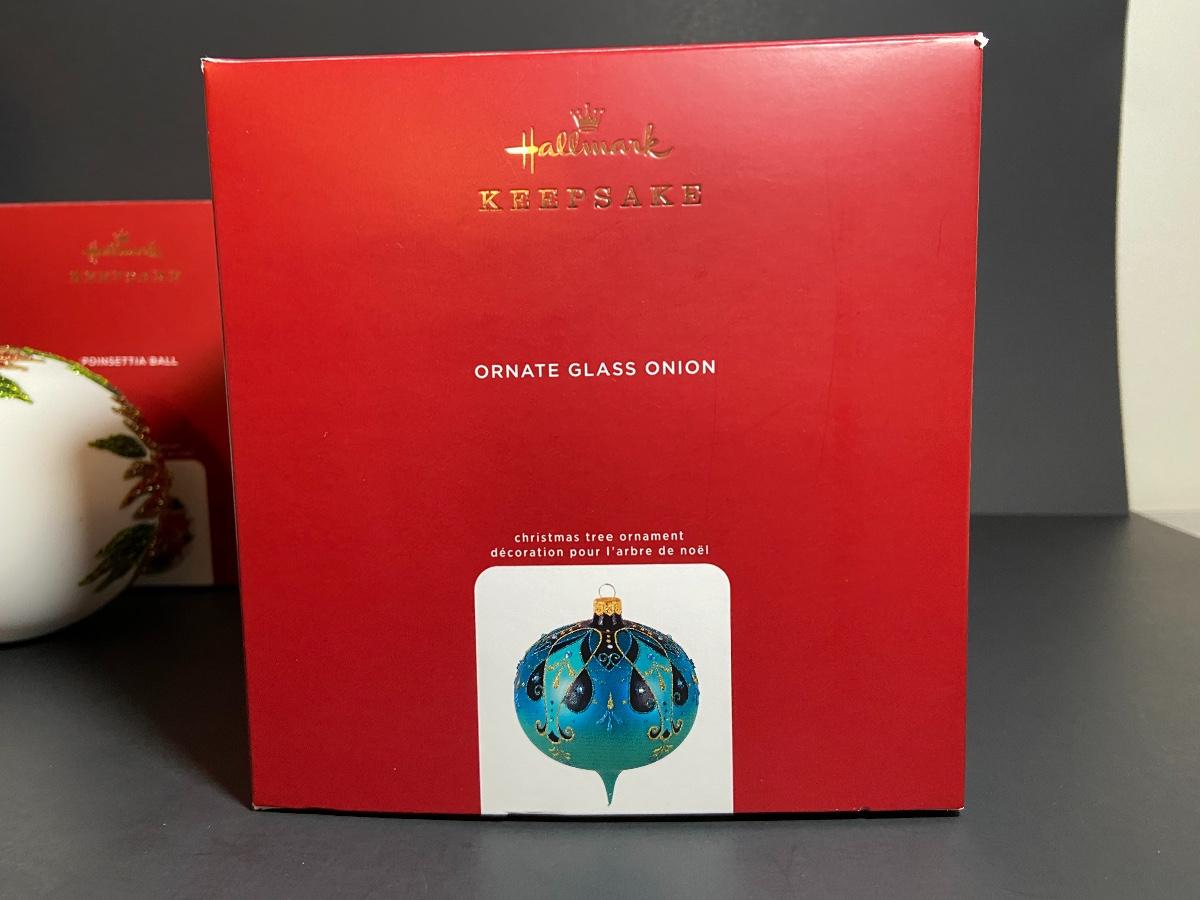 Hallmark
KEEPSAKE
ORNATE GLASS ONION
christmas tree ornament
décoration pour l'arbre de noël
Hallmark
KEEPSAKE
POINSETTIA BALL